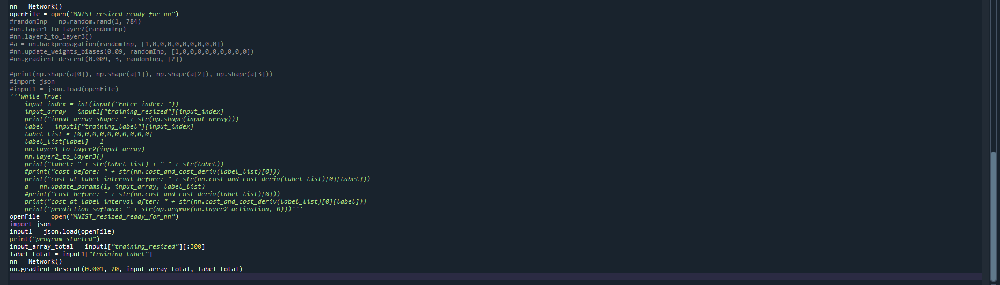 nn = Network()
openFile = open("MNIST_resized_ready_for_nn")
#randomInp = np.random.rand(1, 784)
#nn.layer1_to_layer2(randomInp)
#nn.layer2_to_layer3()
#a = nn.backpropagation(randomInp, [1,0,0,0,0,0,0,0,0,0])
#nn.update_weights_biases(0.09, randomInp, [1,0,0,0,0,0,0,0,0,0])
#nn.gradient_descent(0.009, 3, randomInp, [2])

#print(np.shape(a[0]), np.shape(a[1]), np.shape(a[2]), np.shape(a[3]))
#import json
#input1 = json.load(openFile)
'''while True:
    input_index = int(input("Enter index: "))
    input_array = input1["training_resized"][input_index]
    print("input_array shape: " + str(np.shape(input_array)))
    label = input1["training_label"][input_index]
    label_list = [0,0,0,0,0,0,0,0,0,0]
    label_list[label] = 1
    nn.layer1_to_layer2(input_array)
    nn.layer2_to_layer3()
    print("label: " + str(label_list) + " " + str(label))
    #print("cost before: " + str(nn.cost_and_cost_deriv(label_list)[0]))
    print("cost at label interval before: " + str(nn.cost_and_cost_deriv(label_list)[0][label]))
    a = nn.update_params(1, input_array, label_list)
    #print("cost before: " + str(nn.cost_and_cost_deriv(label_list)[0]))
    print("cost at label interval after: " + str(nn.cost_and_cost_deriv(label_list)[0][label]))
    print("prediction softmax: " + str(np.argmax(nn.layer2_activation, 0)))'''
openFile = open("MNIST_resized_ready_for_nn")
import json
input1 = json.load(openFile)
print("program started")
input_array_total = input1["training_resized"][:300]
label_total = input1["training_label"]
nn = Network()
nn.gradient_descent(0.001, 20, input_array_total, label_total)